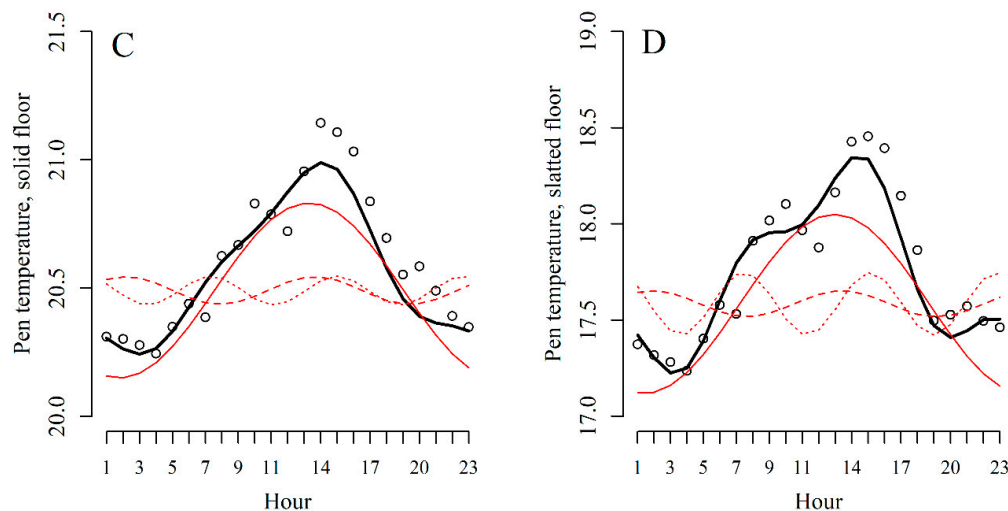 C
Pen temperature, solid floor
21.5
21.0
20.5
20.0
1 3 5 7 9 11 14 17 20 23
Hour
D
Pen temperature, slatted floor
19.0
18.5
18.0
17.5
17.0
1 3 5 7 9 11 14 17 20 23
Hour